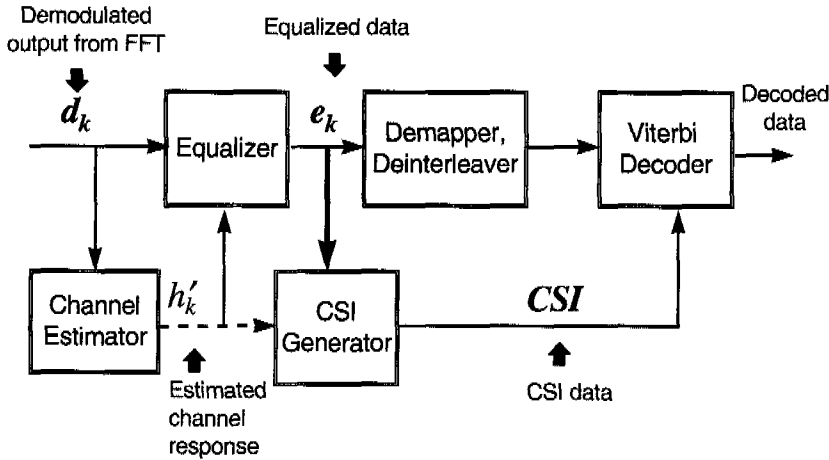 Demodulated
output from FFT
d_k
Equalizer
Equalized data
e_k
Demapper,
Deinterleaver
Viterbi
Decoder
Decoded
data
Channel
Estimator
h′_k
Estimated
channel
response
CSI
Generator
CSI
CSI data